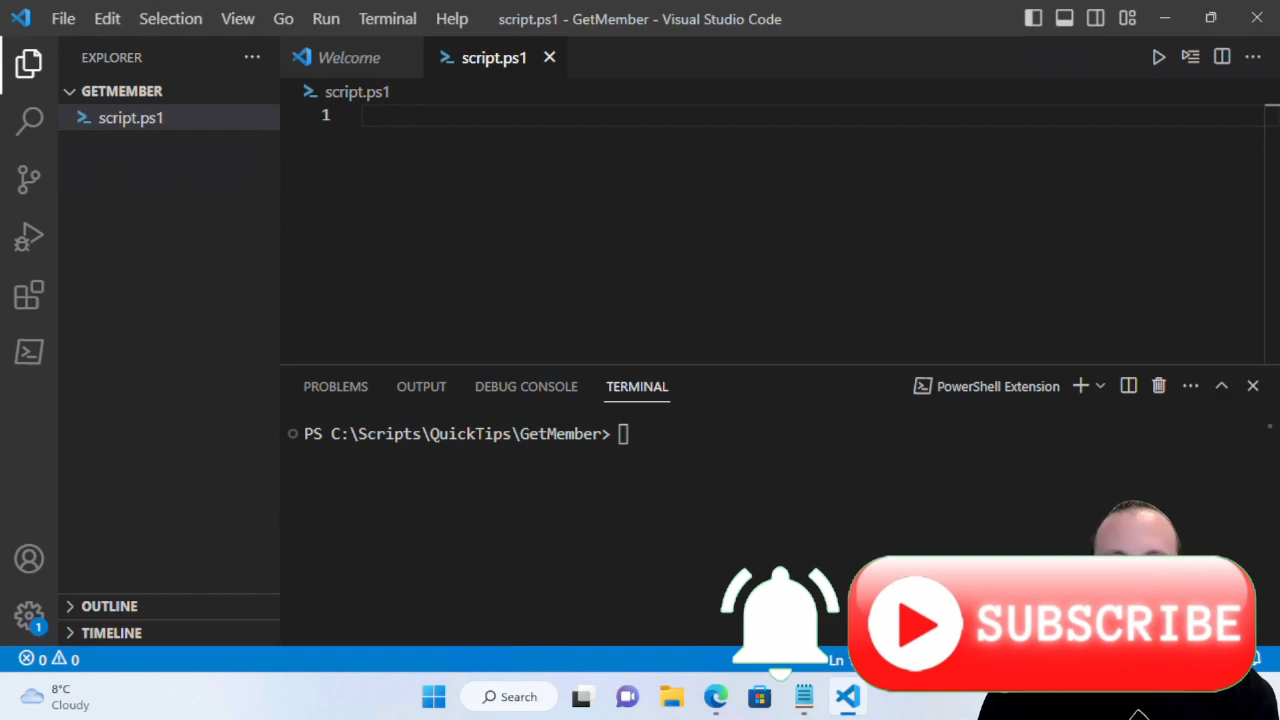 File Edit Selection View Go Run Terminal Help script.ps1 - GetMember - Visual Studio Code
EXPLORER
Welcome
script.ps1
GETMEMBER
script.ps1
script.ps1
1
PROBLEMS OUTPUT DEBUG CONSOLE TERMINAL PowerShell Extension
PS C:\Scripts\QuickTips\GetMember>
OUTLINE
TIMELINE
1
0 0
Ln
SUBSCRIBE
8°C
Cloudy
Search